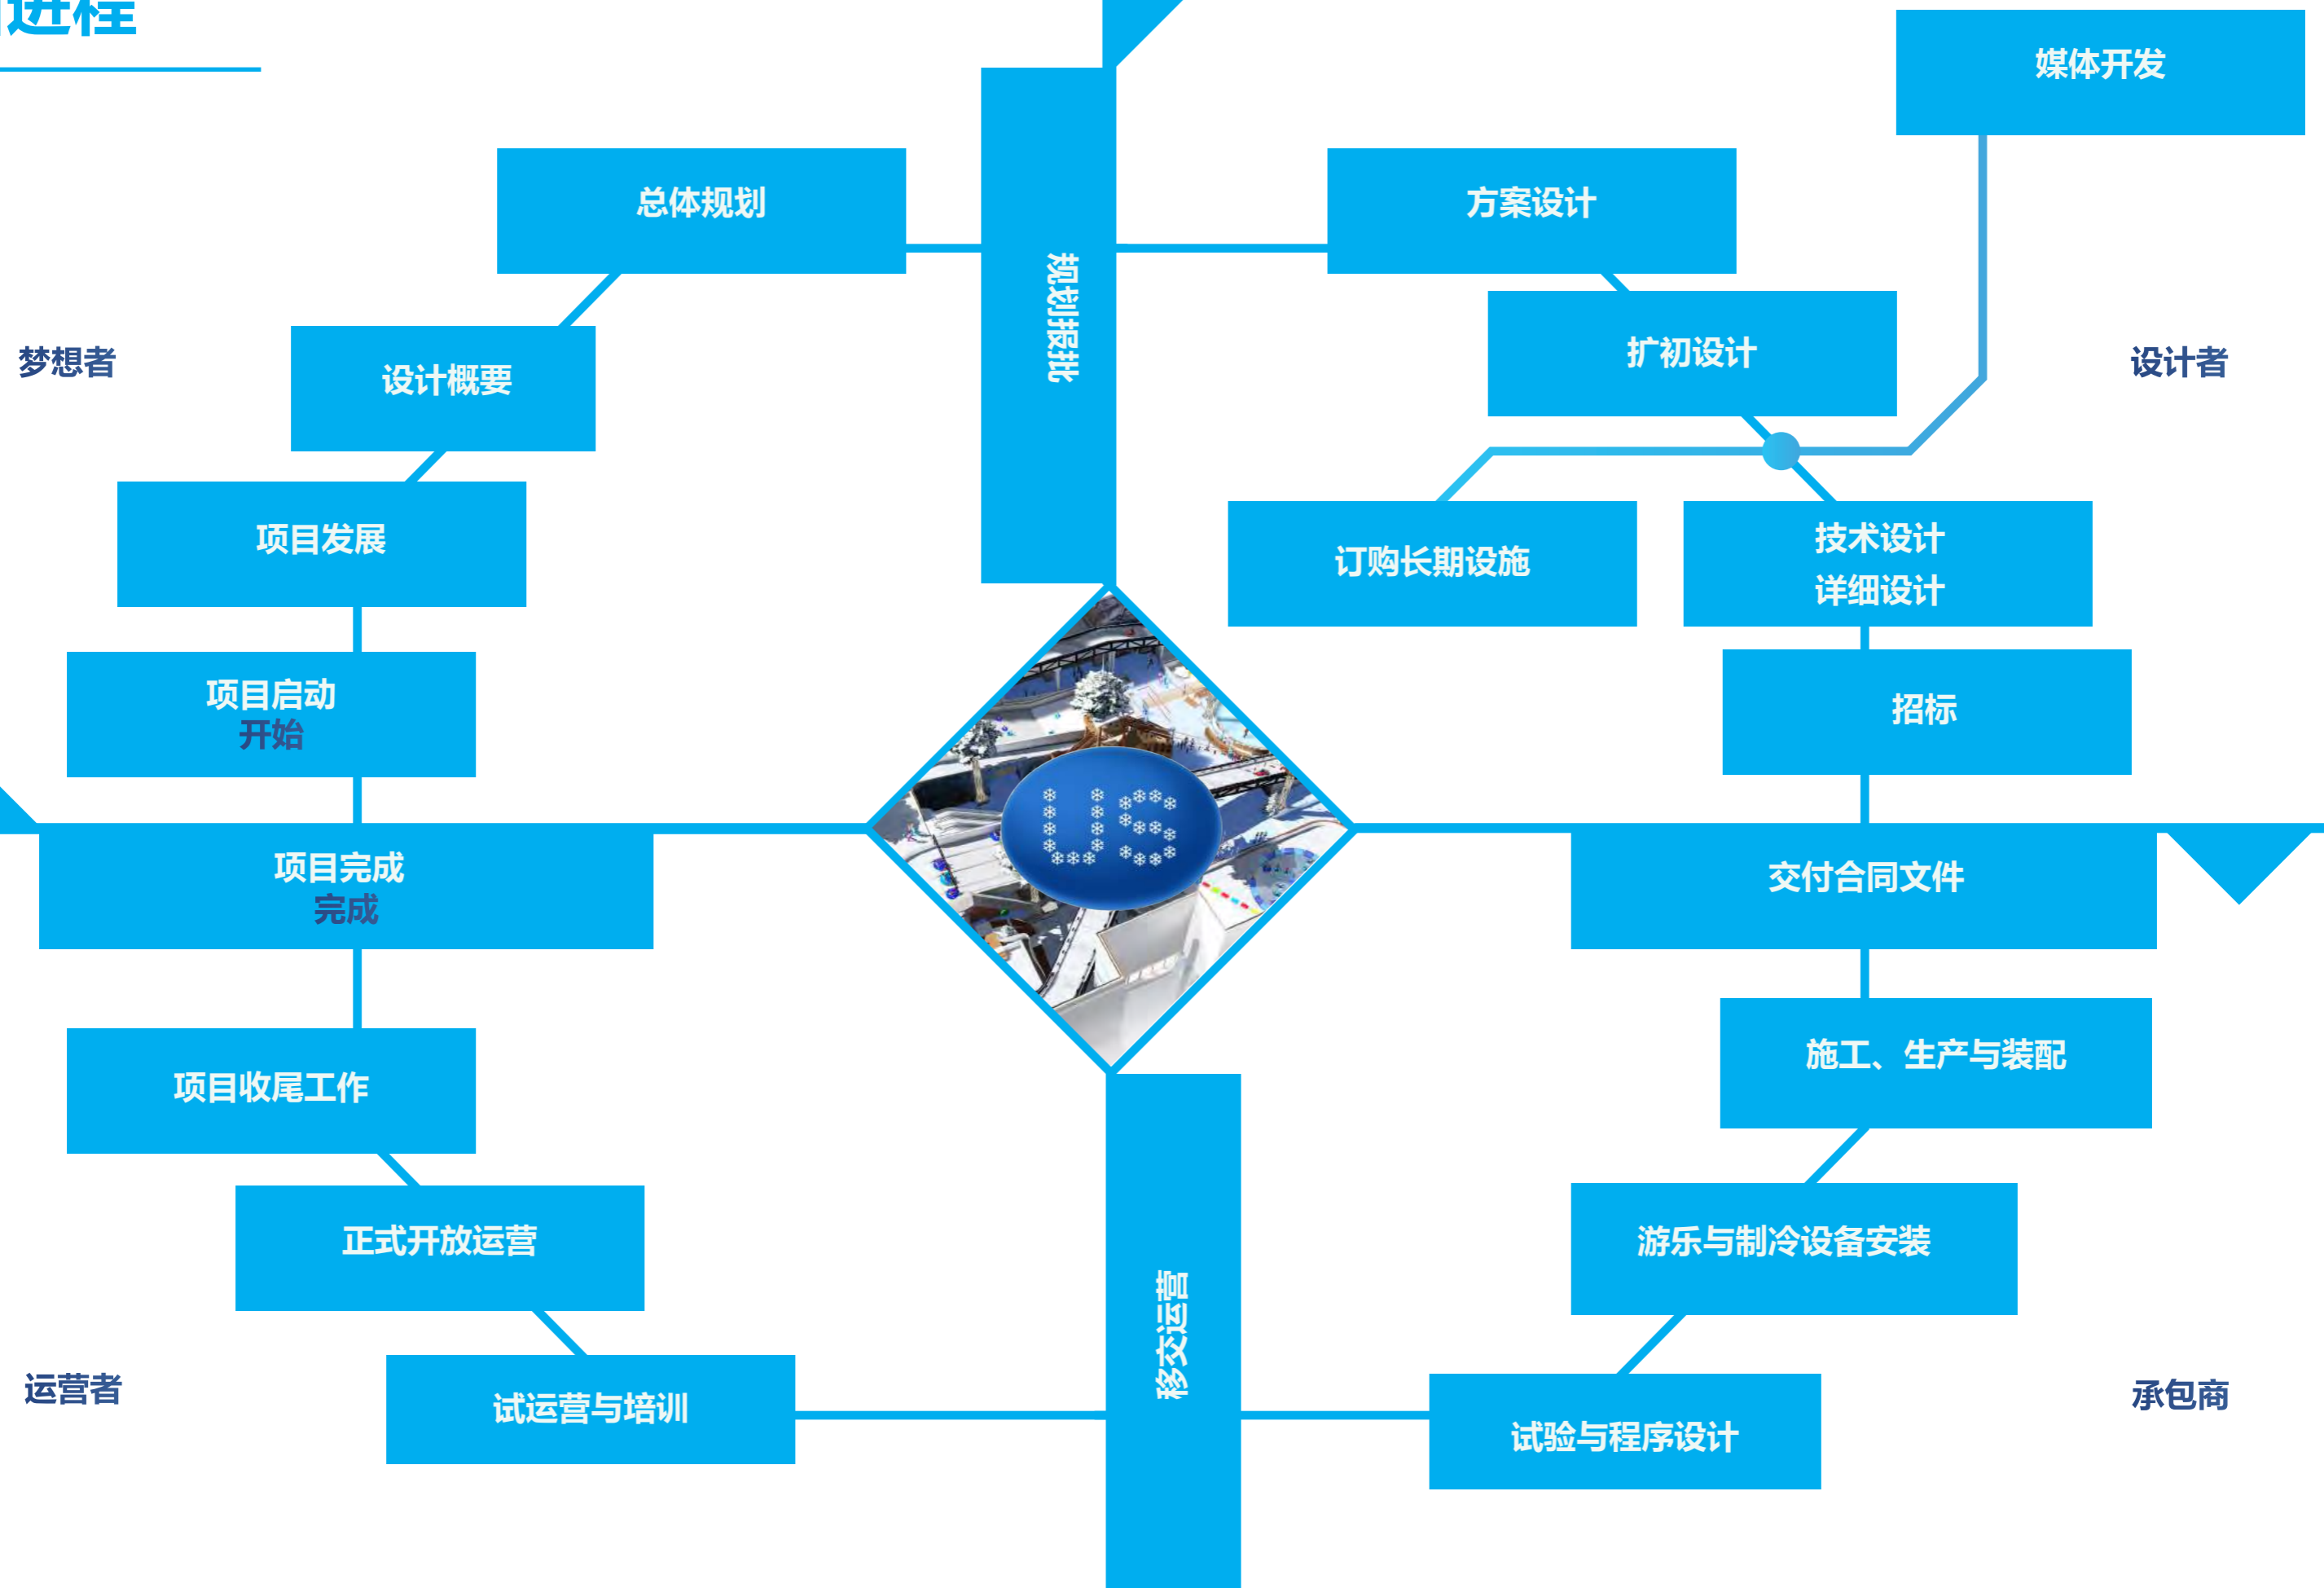 进程
媒体开发
总体规划
方案设计
规划报批
扩初设计
梦想者
设计者
设计概要
项目发展
订购长期设施
技术设计
详细设计
项目启动
开始
招标
US
项目完成
完成
交付合同文件
施工、生产与装配
项目收尾工作
正式开放运营
游乐与制冷设备安装
移交运营
运营者
承包商
试运营与培训
试验与程序设计